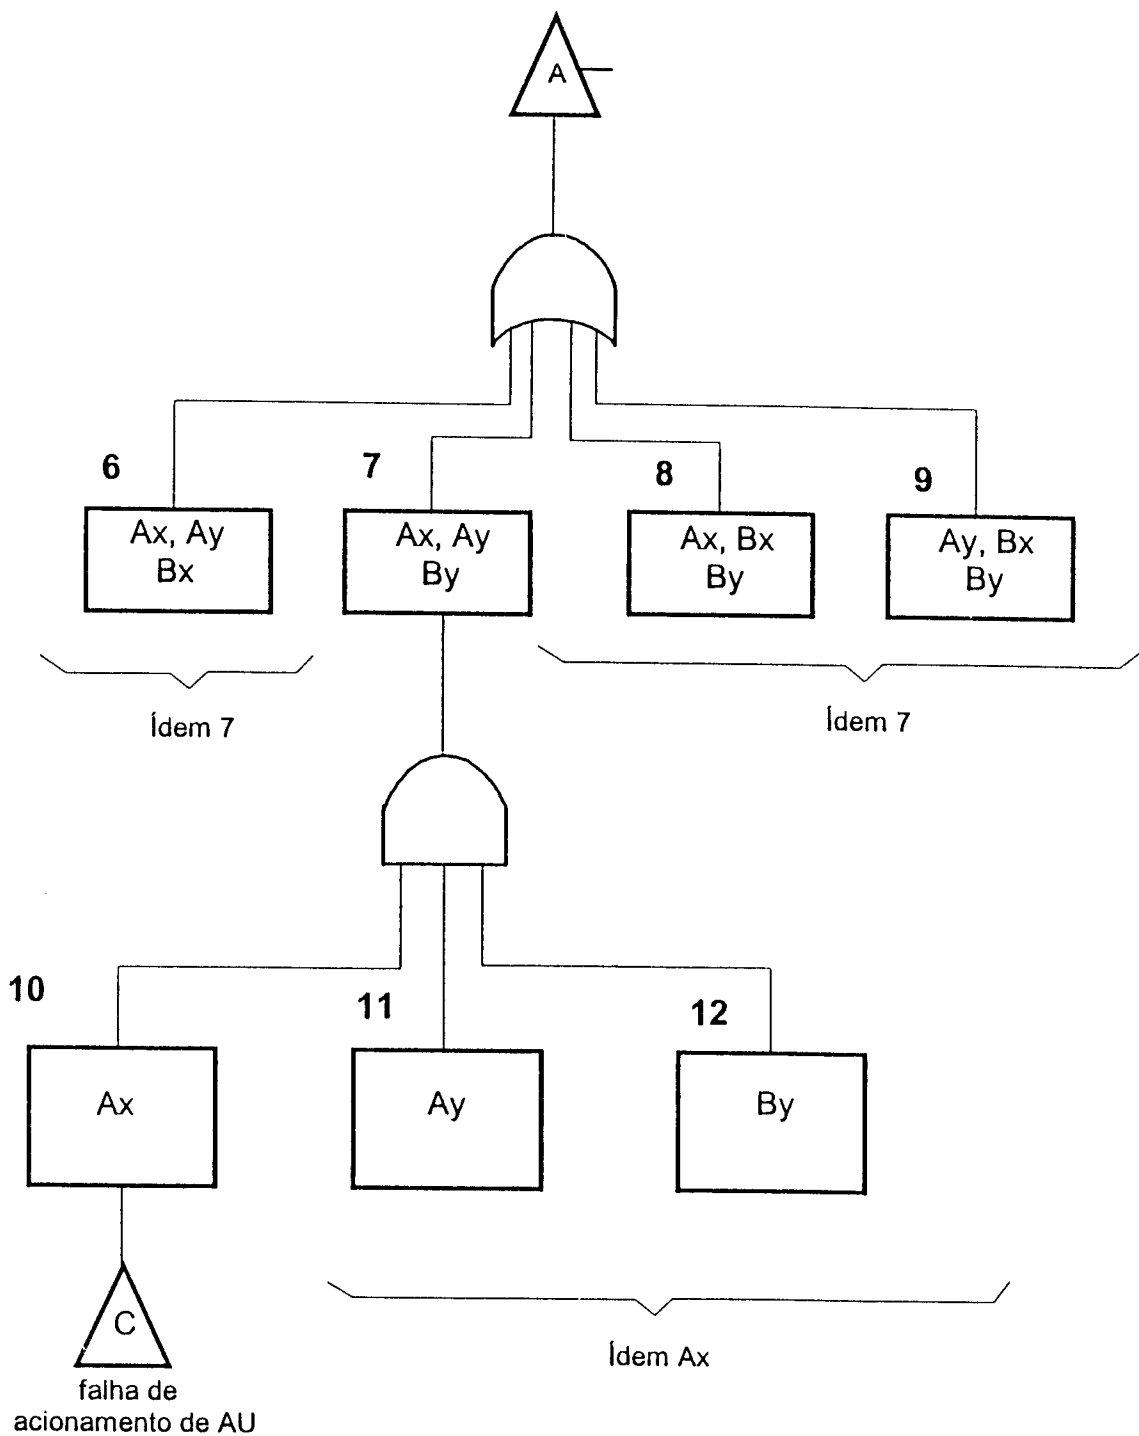 A
6
7
8
9
Ax, Ay
Bx
Ax, Ay
By
Ax, Bx
By
Ay, Bx
By
Ídem 7
Ídem 7
10
11
12
Ax
Ay
By
C
Ídem Ax
falha de
acionamento de AU